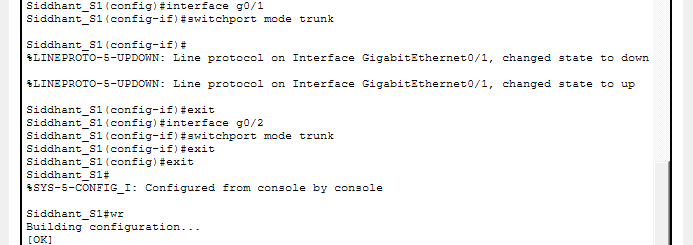 Siddhant_S1(config)#interface g0/1
Siddhant_S1(config-if)#switchport mode trunk
Siddhant_S1(config-if)#
%LINEPROTO-5-UPDOWN: Line protocol on Interface GigabitEthernet0/1, changed state to down
%LINEPROTO-5-UPDOWN: Line protocol on Interface GigabitEthernet0/1, changed state to up
Siddhant_S1(config-if)#exit
Siddhant_S1(config)#interface g0/2
Siddhant_S1(config-if)#switchport mode trunk
Siddhant_S1(config-if)#exit
Siddhant_S1(config)#exit
Siddhant_S1#
%SYS-5-CONFIG_I: Configured from console by console
Siddhant_S1#wr
Building configuration...
[OK]